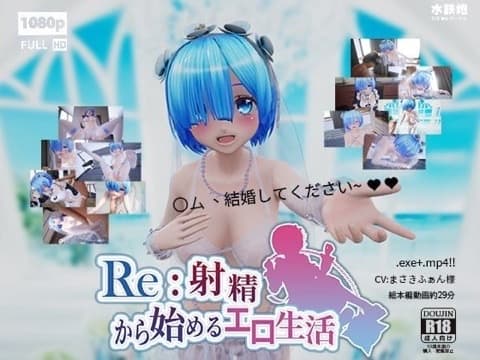 1080p
FULL HD
水鉄砲
〇ム、結婚してください~ ♥♥
.exe+.mp4!!
CV:まさきふぁん様
総本編動画約29分
Re:射精
から始めるエロ生活
DOUJIN
R18
成人向け